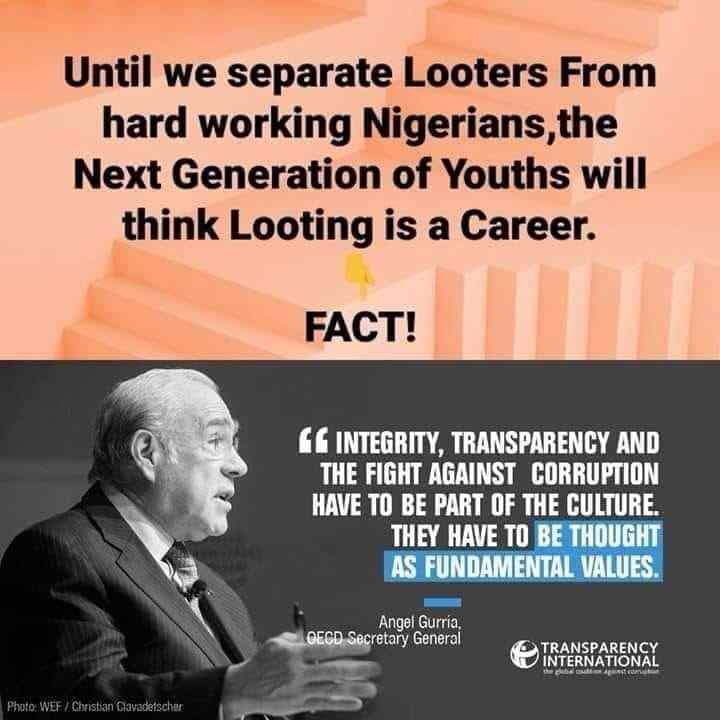 Until we separate Looters From
hard working Nigerians,the
Next Generation of Youths will
think Looting is a Career.
👇
FACT!
“ INTEGRITY, TRANSPARENCY AND
THE FIGHT AGAINST CORRUPTION
HAVE TO BE PART OF THE CULTURE.
THEY HAVE TO BE THOUGHT
AS FUNDAMENTAL VALUES.
Angel Gurria,
OECD Secretary General
TRANSPARENCY
INTERNATIONAL
the global coalition against corruption
Photo: WEF / Christian Clavadetscher